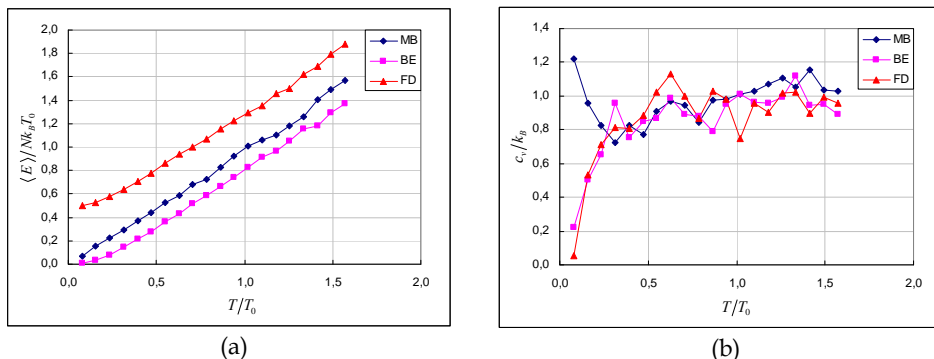 2,0
1,8
1,6
1,4
1,2
1,0
0,8
0,6
0,4
0,2
0,0
⟨E⟩/Nk_BT_0
0,0 0,5 1,0 1,5 2,0
T/T_0
MB
BE
FD
(a)
1,4
1,2
1,0
0,8
0,6
0,4
0,2
0,0
c_v/k_B
0,0 0,5 1,0 1,5 2,0
T/T_0
MB
BE
FD
(b)